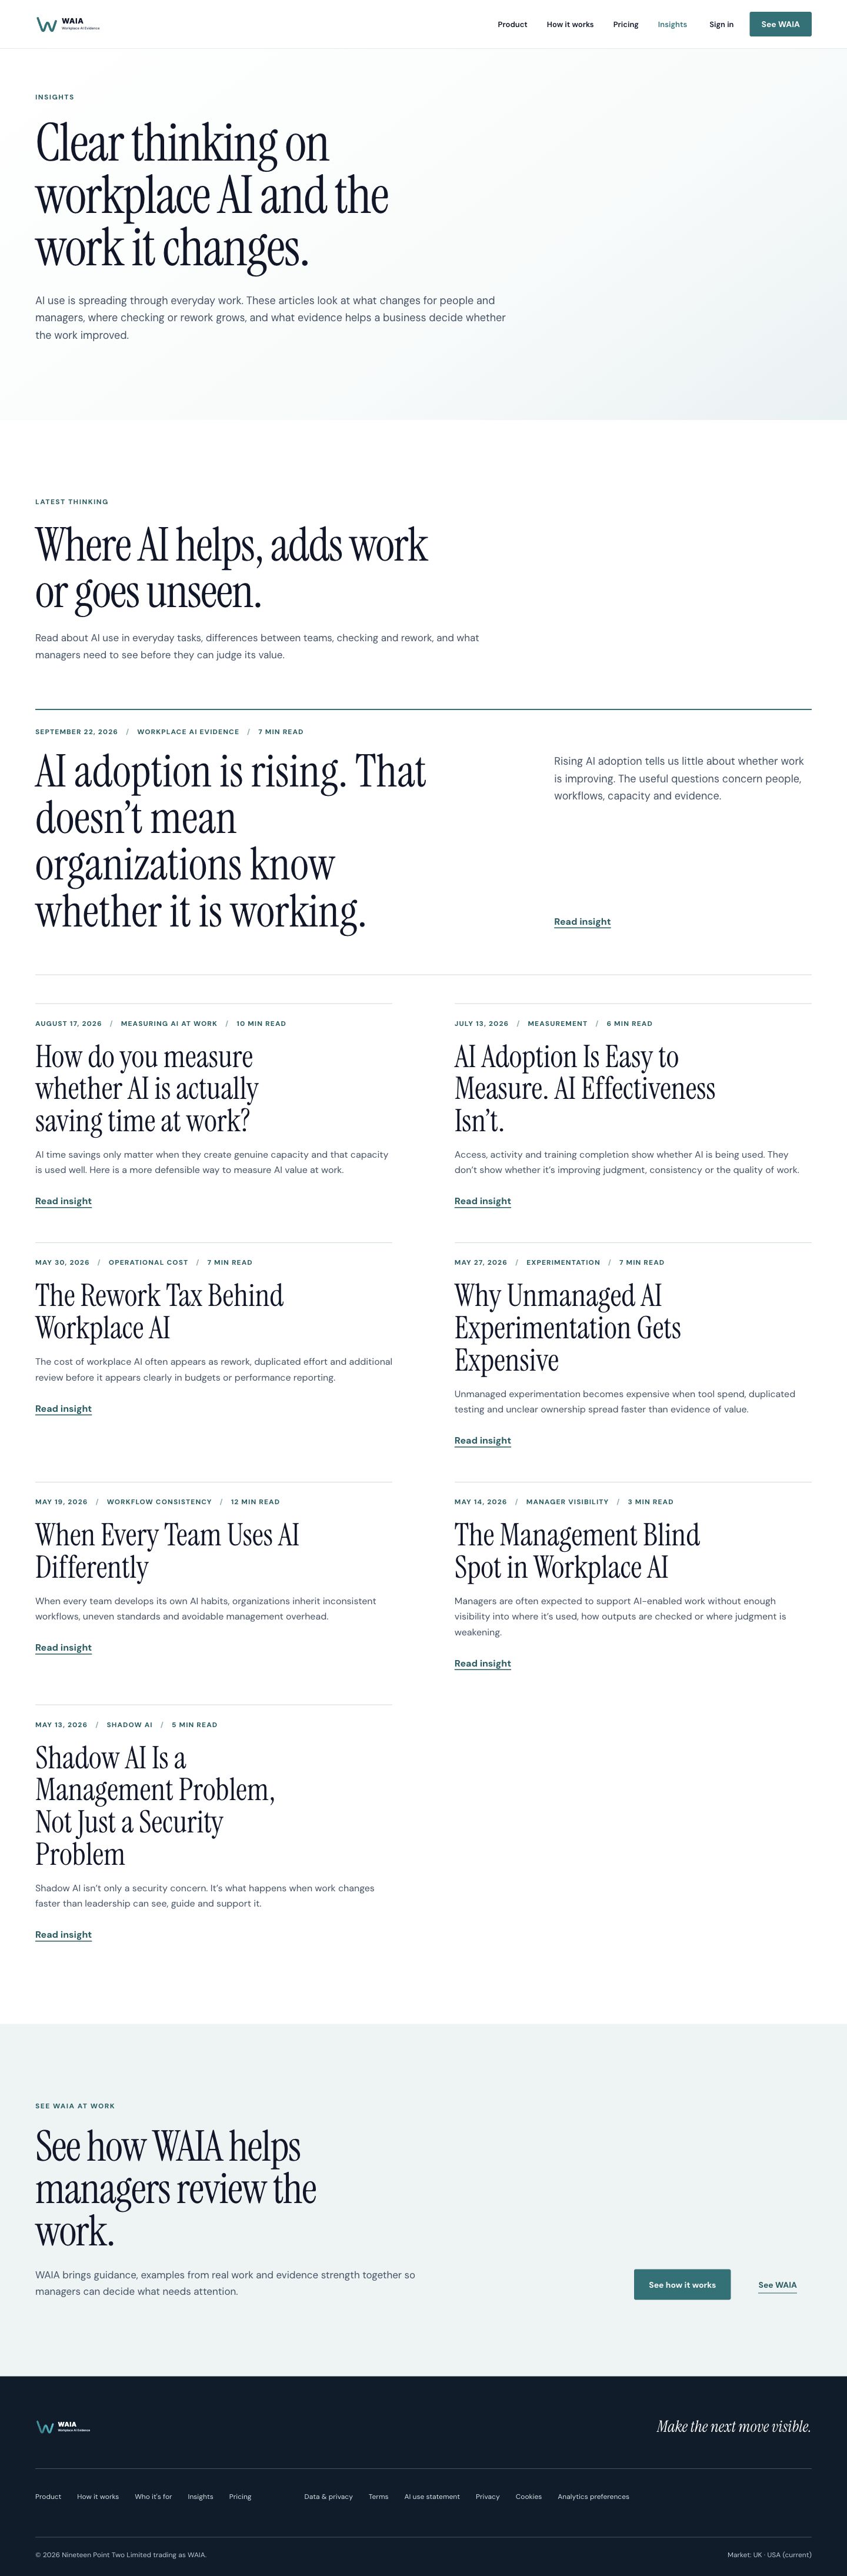 WAIA
Workplace AI Evidence
Product How it works Pricing Insights Sign in See WAIA
INSIGHTS
Clear thinking on
workplace AI and the
work it changes.
AI use is spreading through everyday work. These articles look at what changes for people and
managers, where checking or rework grows, and what evidence helps a business decide whether
the work improved.
LATEST THINKING
Where AI helps, adds work
or goes unseen.
Read about AI use in everyday tasks, differences between teams, checking and rework, and what
managers need to see before they can judge its value.
SEPTEMBER 22, 2026 / WORKPLACE AI EVIDENCE / 7 MIN READ
AI adoption is rising. That
doesn’t mean
organizations know
whether it is working.
Rising AI adoption tells us little about whether work
is improving. The useful questions concern people,
workflows, capacity and evidence.
Read insight
AUGUST 17, 2026 / MEASURING AI AT WORK / 10 MIN READ
How do you measure
whether AI is actually
saving time at work?
AI time savings only matter when they create genuine capacity and that capacity
is used well. Here is a more defensible way to measure AI value at work.
Read insight
JULY 13, 2026 / MEASUREMENT / 6 MIN READ
AI Adoption Is Easy to
Measure. AI Effectiveness
Isn’t.
Access, activity and training completion show whether AI is being used. They
don’t show whether it’s improving judgment, consistency or the quality of work.
Read insight
MAY 30, 2026 / OPERATIONAL COST / 7 MIN READ
The Rework Tax Behind
Workplace AI
The cost of workplace AI often appears as rework, duplicated effort and additional
review before it appears clearly in budgets or performance reporting.
Read insight
MAY 27, 2026 / EXPERIMENTATION / 7 MIN READ
Why Unmanaged AI
Experimentation Gets
Expensive
Unmanaged experimentation becomes expensive when tool spend, duplicated
testing and unclear ownership spread faster than evidence of value.
Read insight
MAY 19, 2026 / WORKFLOW CONSISTENCY / 12 MIN READ
When Every Team Uses AI
Differently
When every team develops its own AI habits, organizations inherit inconsistent
workflows, uneven standards and avoidable management overhead.
Read insight
MAY 14, 2026 / MANAGER VISIBILITY / 3 MIN READ
The Management Blind
Spot in Workplace AI
Managers are often expected to support AI-enabled work without enough
visibility into where it’s used, how outputs are checked or where judgment is
weakening.
Read insight
MAY 13, 2026 / SHADOW AI / 5 MIN READ
Shadow AI Is a
Management Problem,
Not Just a Security
Problem
Shadow AI isn’t only a security concern. It’s what happens when work changes
faster than leadership can see, guide and support it.
Read insight
SEE WAIA AT WORK
See how WAIA helps
managers review the
work.
WAIA brings guidance, examples from real work and evidence strength together so
managers can decide what needs attention.
See how it works See WAIA
WAIA
Workplace AI Evidence
Make the next move visible.
Product How it works Who it's for Insights Pricing Data & privacy Terms AI use statement Privacy Cookies Analytics preferences
© 2026 Nineteen Point Two Limited trading as WAIA.
Market: UK · USA (current)